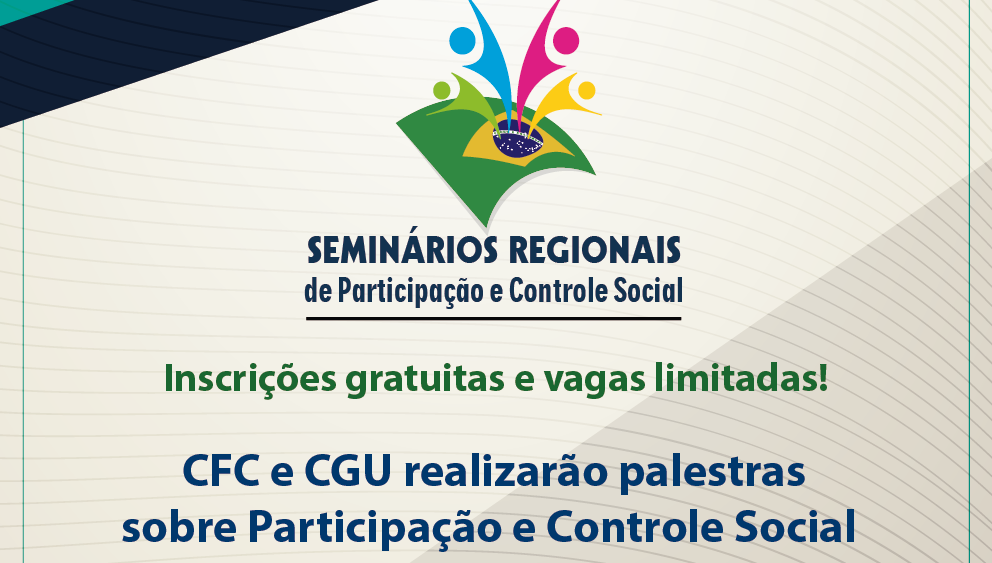 SEMINÁRIOS REGIONAIS
de Participação e Controle Social
Inscrições gratuitas e vagas limitadas!
CFC e CGU realizarão palestras
sobre Participação e Controle Social